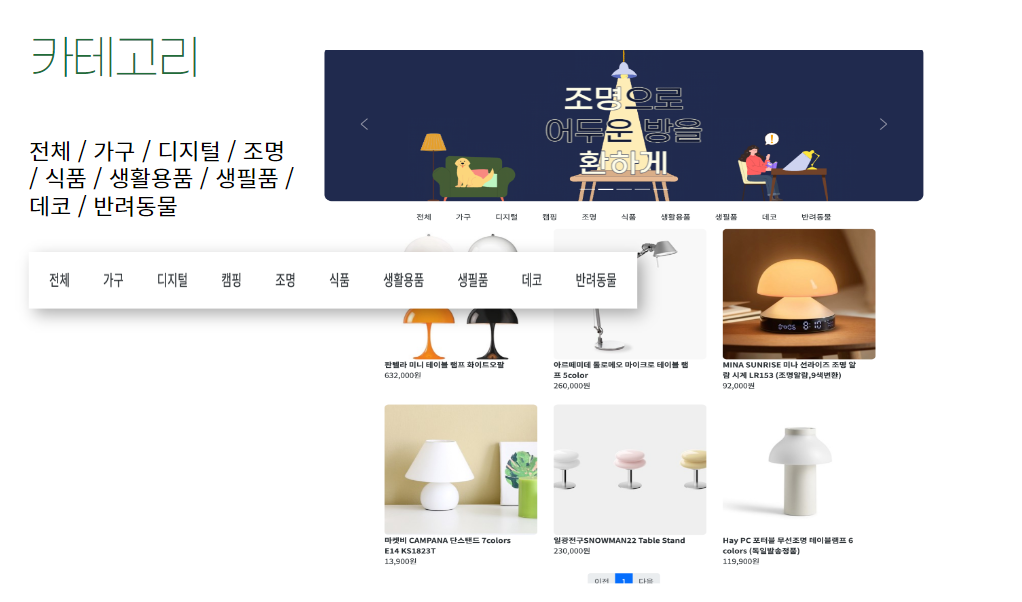 카테고리
전체 / 가구 / 디지털 / 조명
/ 식품 / 생활용품 / 생필품 /
데코 / 반려동물
조명으로
어두운 방을
환하게
전체 가구 디지털 캠핑 조명 식품 생활용품 생필품 데코 반려동물
전체 가구 디지털 캠핑 조명 식품 생활용품 생필품 데코 반려동물
판텔라 미니 테이블 램프 화이트오팔
632,000원
아르떼미데 톨로메오 마이크로 테이블 램
프 5color
260,000원
MINA SUNRISE 미나 선라이즈 조명 알
람 시계 LR153 (조명알람,9색변환)
92,000원
8:10
마켓비 CAMPANA 단스탠드 7colors
E14 KS1823T
13,900원
일광전구SNOWMAN22 Table Stand
230,000원
Hay PC 포터블 무선조명 테이블램프 6
colors (독일발송정품)
119,900원
이전 1 다음